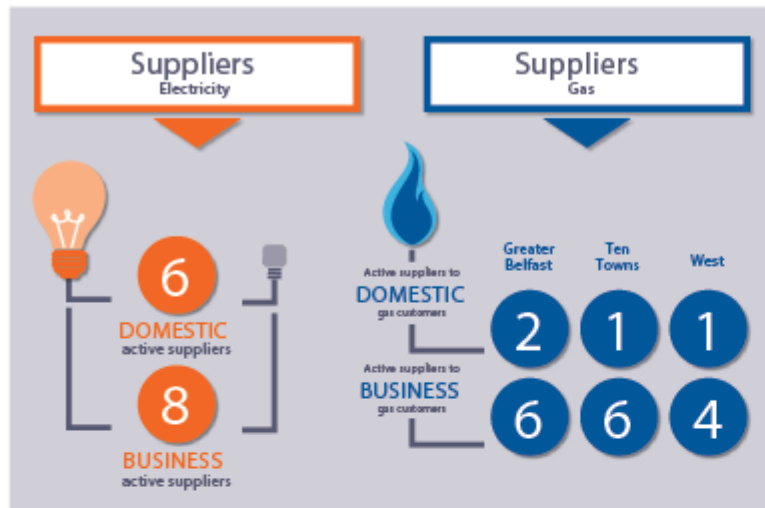 Suppliers
Electricity
6
DOMESTIC
active suppliers
8
BUSINESS
active suppliers
Suppliers
Gas
Greater
Belfast
Ten
Towns
West
Active suppliers to
DOMESTIC
gas customers
2 1 1
Active suppliers to
BUSINESS
gas customers
6 6 4